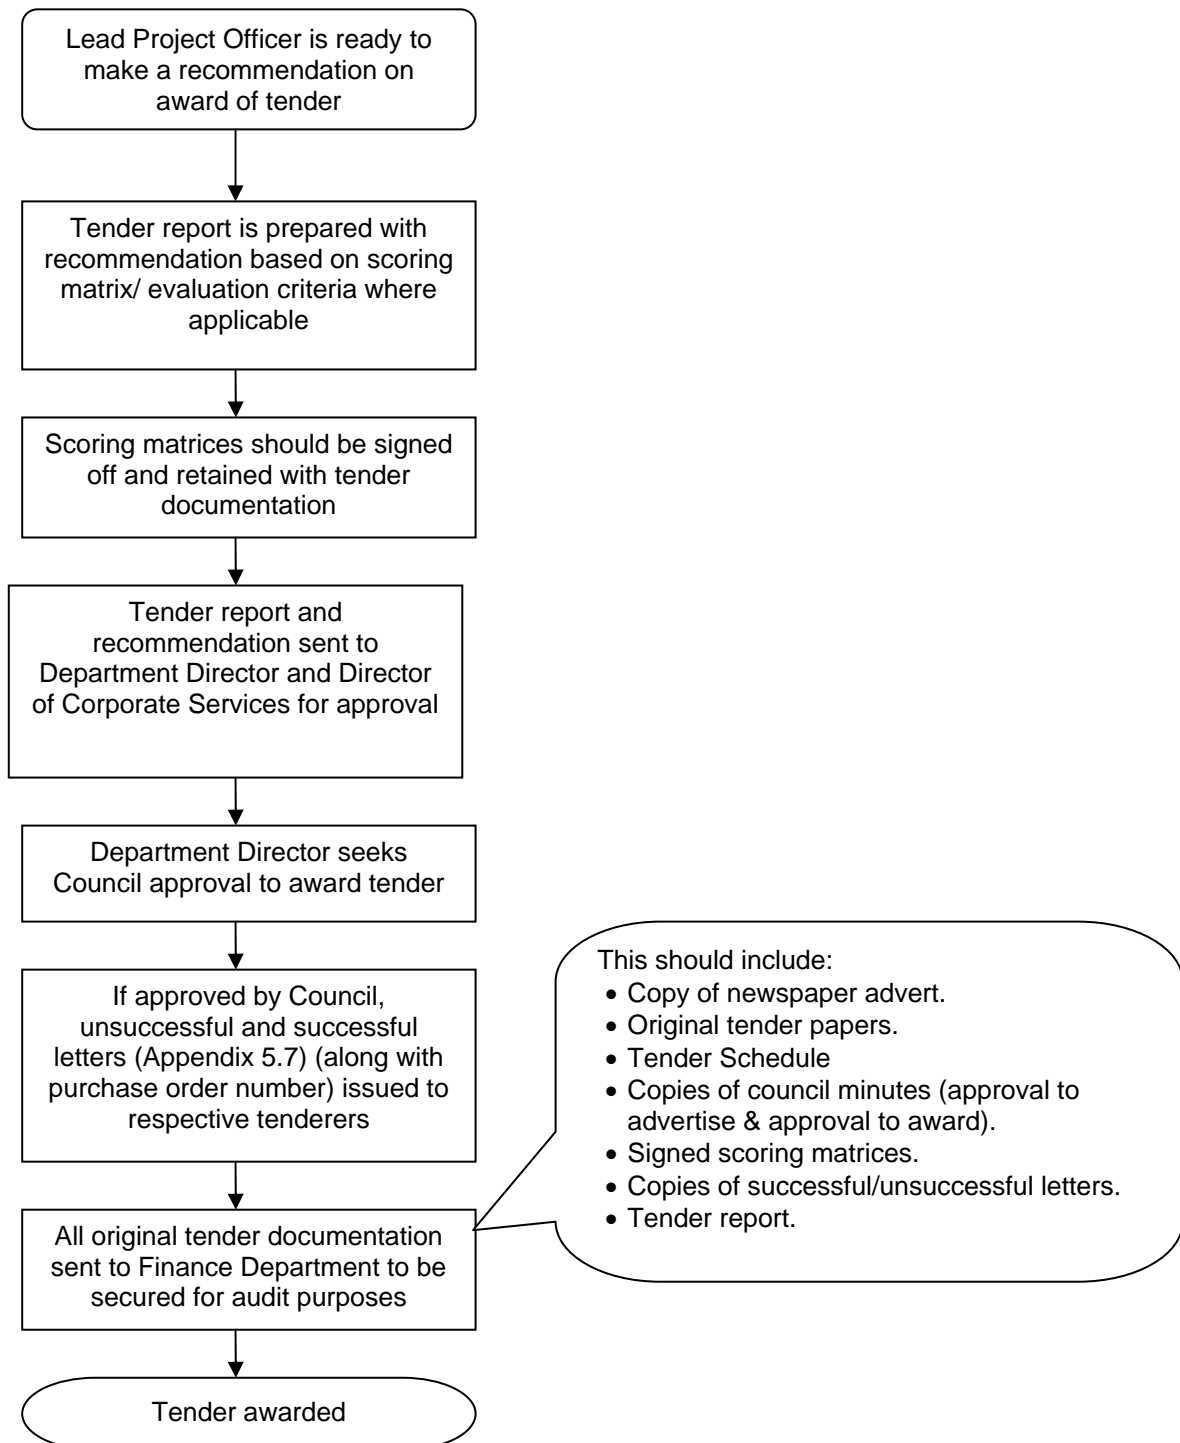 Lead Project Officer is ready to
make a recommendation on
award of tender
Tender report is prepared with
recommendation based on scoring
matrix/ evaluation criteria where
applicable
Scoring matrices should be signed
off and retained with tender
documentation
Tender report and
recommendation sent to
Department Director and Director
of Corporate Services for approval
Department Director seeks
Council approval to award tender
If approved by Council,
unsuccessful and successful
letters (Appendix 5.7) (along with
purchase order number) issued to
respective tenderers
This should include:
• Copy of newspaper advert.
• Original tender papers.
• Tender Schedule
• Copies of council minutes (approval to
advertise & approval to award).
• Signed scoring matrices.
• Copies of successful/unsuccessful letters.
• Tender report.
All original tender documentation
sent to Finance Department to be
secured for audit purposes
Tender awarded